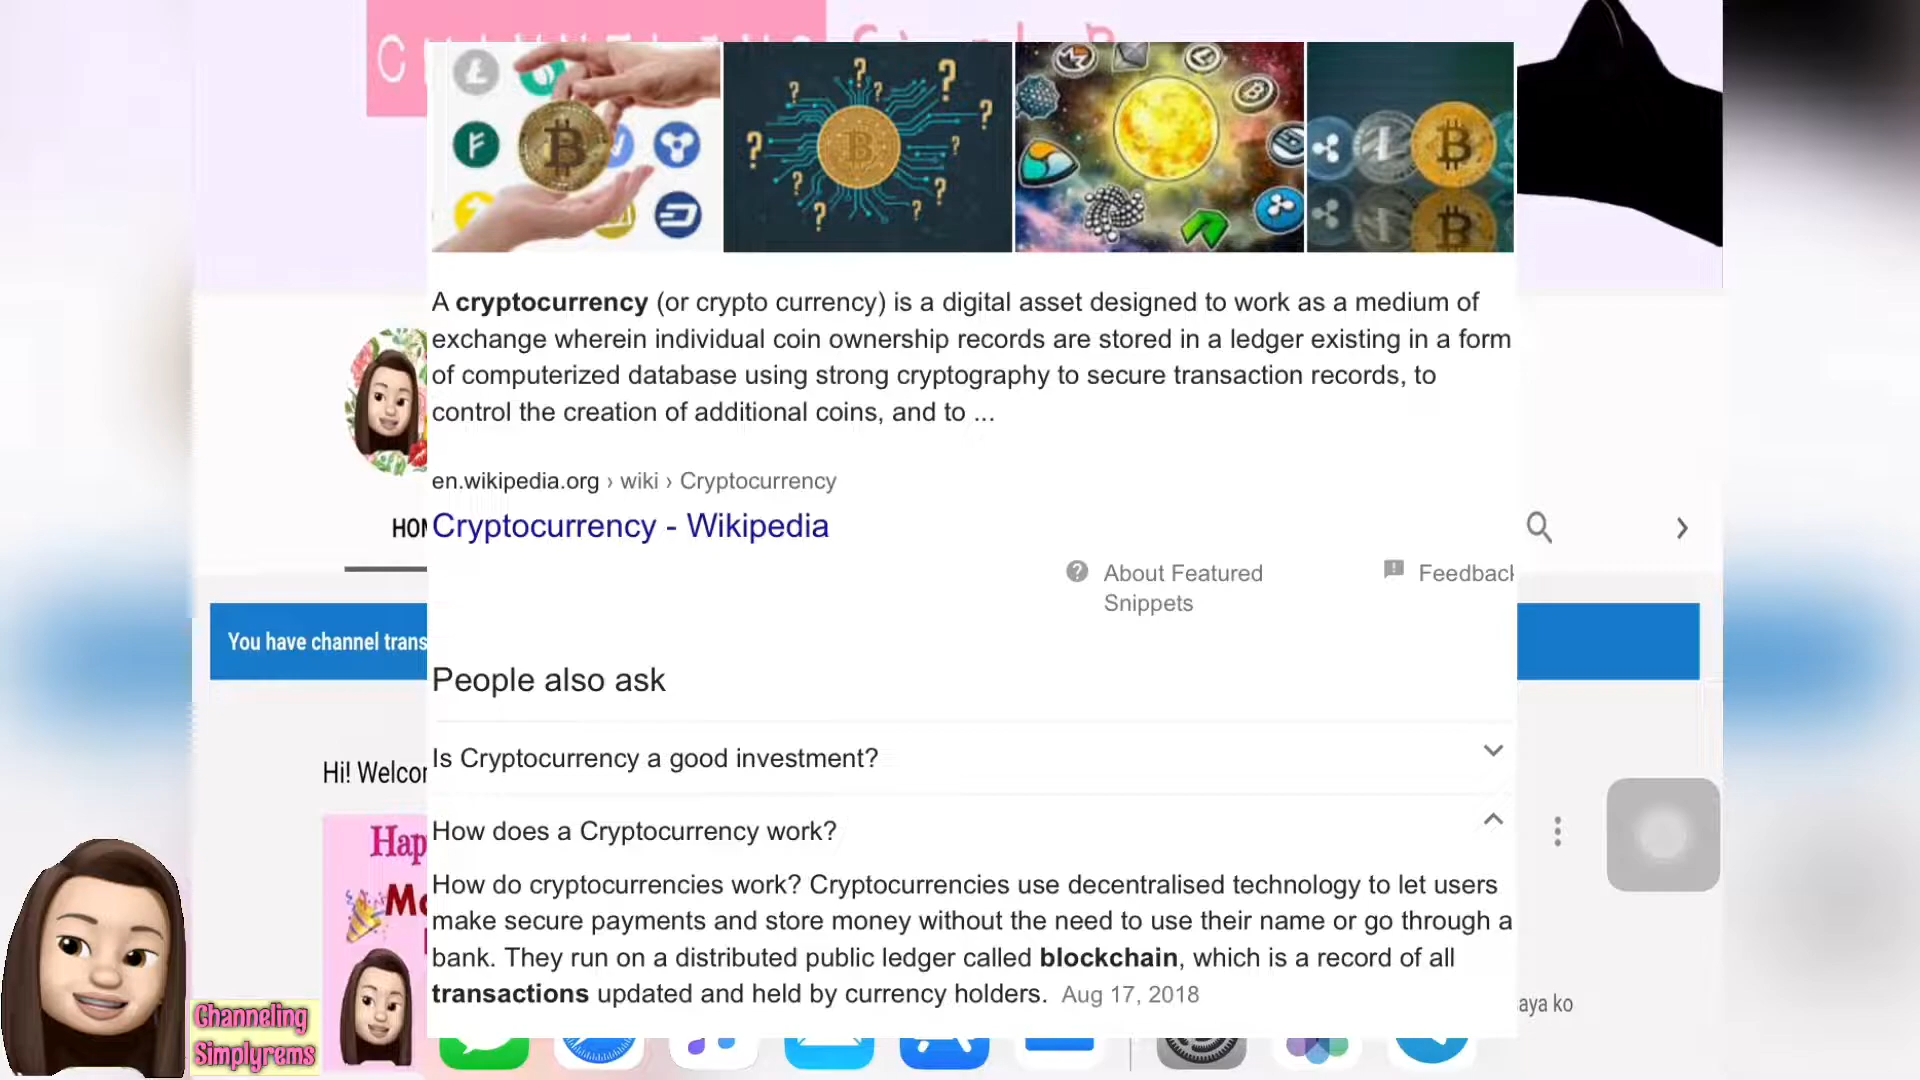 A cryptocurrency (or crypto currency) is a digital asset designed to work as a medium of
exchange wherein individual coin ownership records are stored in a ledger existing in a form
of computerized database using strong cryptography to secure transaction records, to
control the creation of additional coins, and to ...
en.wikipedia.org › wiki › Cryptocurrency
Cryptocurrency - Wikipedia
About Featured
Snippets
Feedback
You have channel trans
People also ask
Is Cryptocurrency a good investment?
Hi!
How does a Cryptocurrency work?
How do cryptocurrencies work? Cryptocurrencies use decentralised technology to let users
make secure payments and store money without the need to use their name or go through a
bank. They run on a distributed public ledger called blockchain, which is a record of all
transactions updated and held by currency holders. Aug 17, 2018
ko
Channeling
Simplyrems